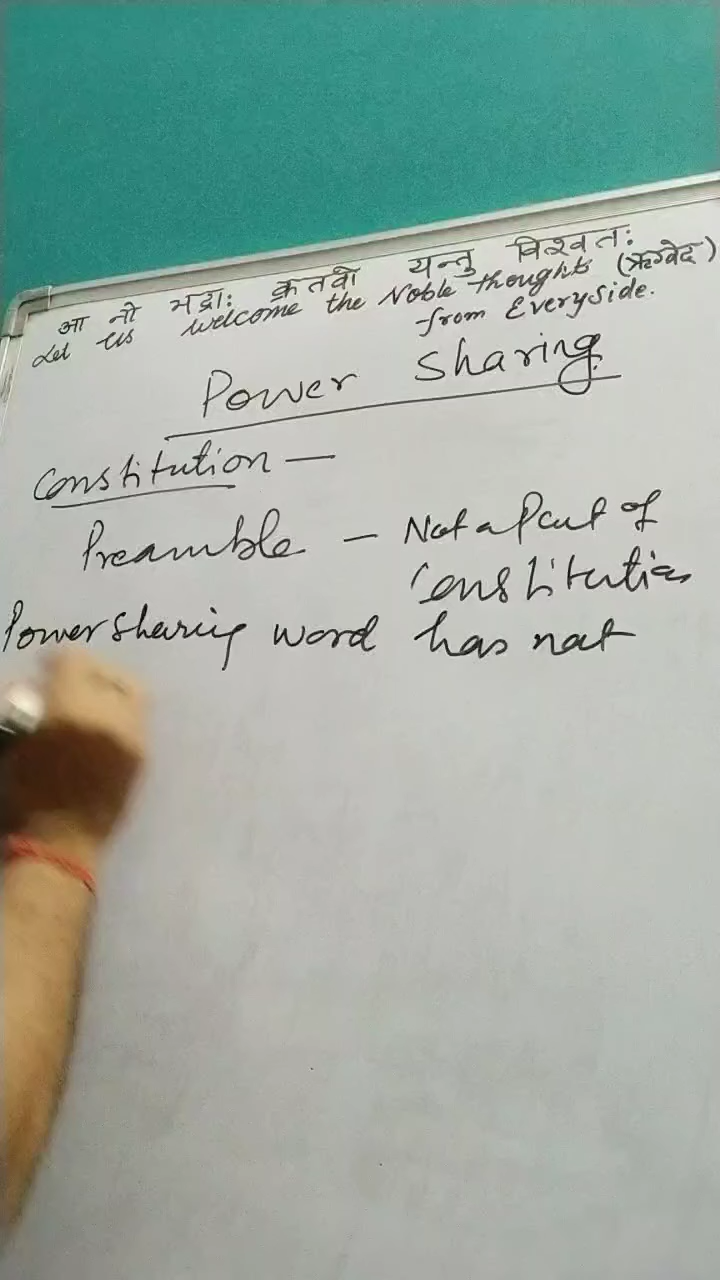 आ नो भद्राः क्रतवो यन्तु विश्वतः (ऋग्वेद)
Let us welcome the Noble thoughts
from Everyside.
Power Sharing
Constitution —
Preamble — Not a Part of
Constitution
Power Sharing word has not